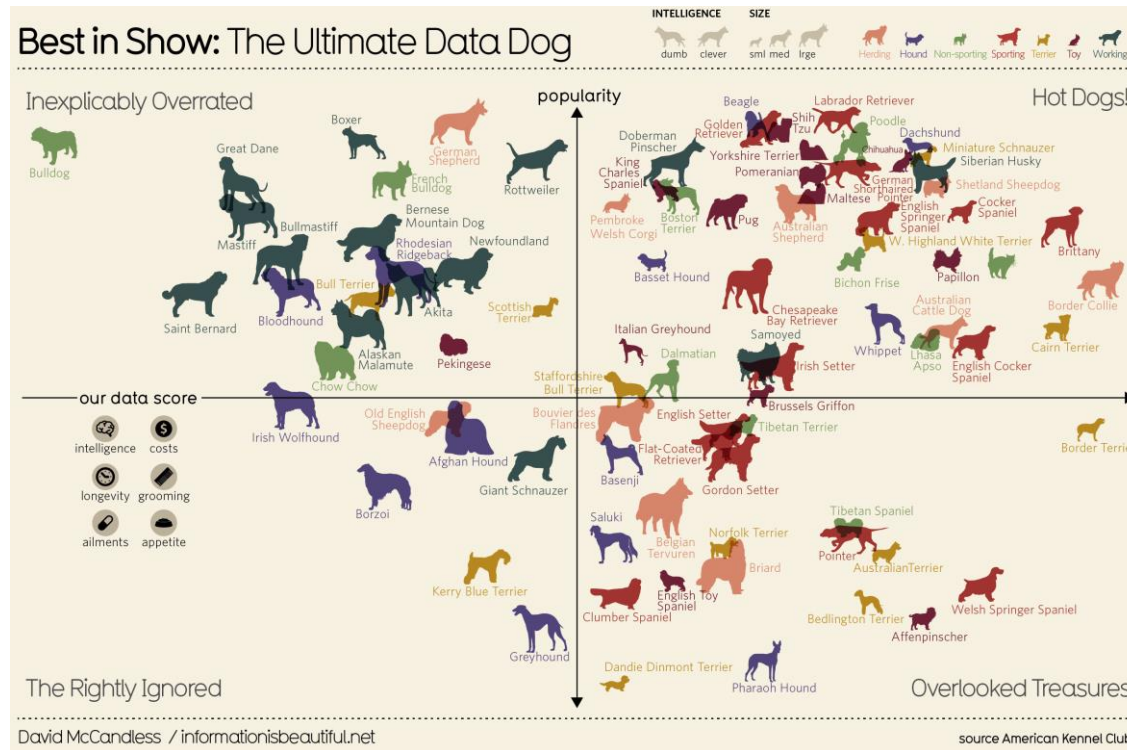 Best in Show: The Ultimate Data Dog
INTELLIGENCE
dumb clever
SIZE
sml med lrge
Herding Hound Non-sporting Sporting Terrier Toy Working
Inexplicably Overrated
popularity
Hot Dogs!
Bulldog
Great Dane
Boxer
German
Shepherd
French
Bulldog
Rottweiler
Mastiff
Bullmastiff
Bernese
Mountain Dog
Rhodesian
Ridgeback
Newfoundland
Saint Bernard
Bloodhound
Bull Terrier
Akita
Scottish
Terrier
Alaskan
Malamute
Pekingese
Chow Chow
Beagle
Golden
Retriever
Shih
Tzu
Labrador Retriever
Poodle
Dachshund
Doberman
Pinscher
Yorkshire Terrier
Chihuahua
Miniature Schnauzer
Siberian Husky
King
Charles
Spaniel
Pomeranian
German
Shorthaired
Pointer
Shetland Sheepdog
Maltese
Pembroke
Welsh Corgi
Boston
Terrier
Pug
Australian
Shepherd
English
Springer
Spaniel
Cocker
Spaniel
Brittany
W. Highland White Terrier
Basset Hound
Bichon Frise
Papillon
Border Collie
Chesapeake
Bay Retriever
Australian
Cattle Dog
Italian Greyhound
Samoyed
Whippet
Lhasa
Apso
English Cocker
Spaniel
Cairn Terrier
Dalmatian
Irish Setter
Staffordshire
Bull Terrier
Brussels Griffon
our data score
intelligence costs
longevity grooming
ailments appetite
Irish Wolfhound
Old English
Sheepdog
Afghan Hound
Giant Schnauzer
Borzoi
Kerry Blue Terrier
Greyhound
Bouvier des
Flandres
English Setter
Tibetan Terrier
Border Terrie
Basenji
Flat-Coated
Retriever
Gordon Setter
Saluki
Belgian
Tervuren
Norfolk Terrier
Briard
Tibetan Spaniel
Pointer
AustralianTerrier
Clumber Spaniel
English Toy
Spaniel
Bedlington Terrier
Welsh Springer Spaniel
Affenpinscher
Dandie Dinmont Terrier
Pharaoh Hound
The Rightly Ignored
Overlooked Treasures
David McCandless / informationisbeautiful.net
source American Kennel Club